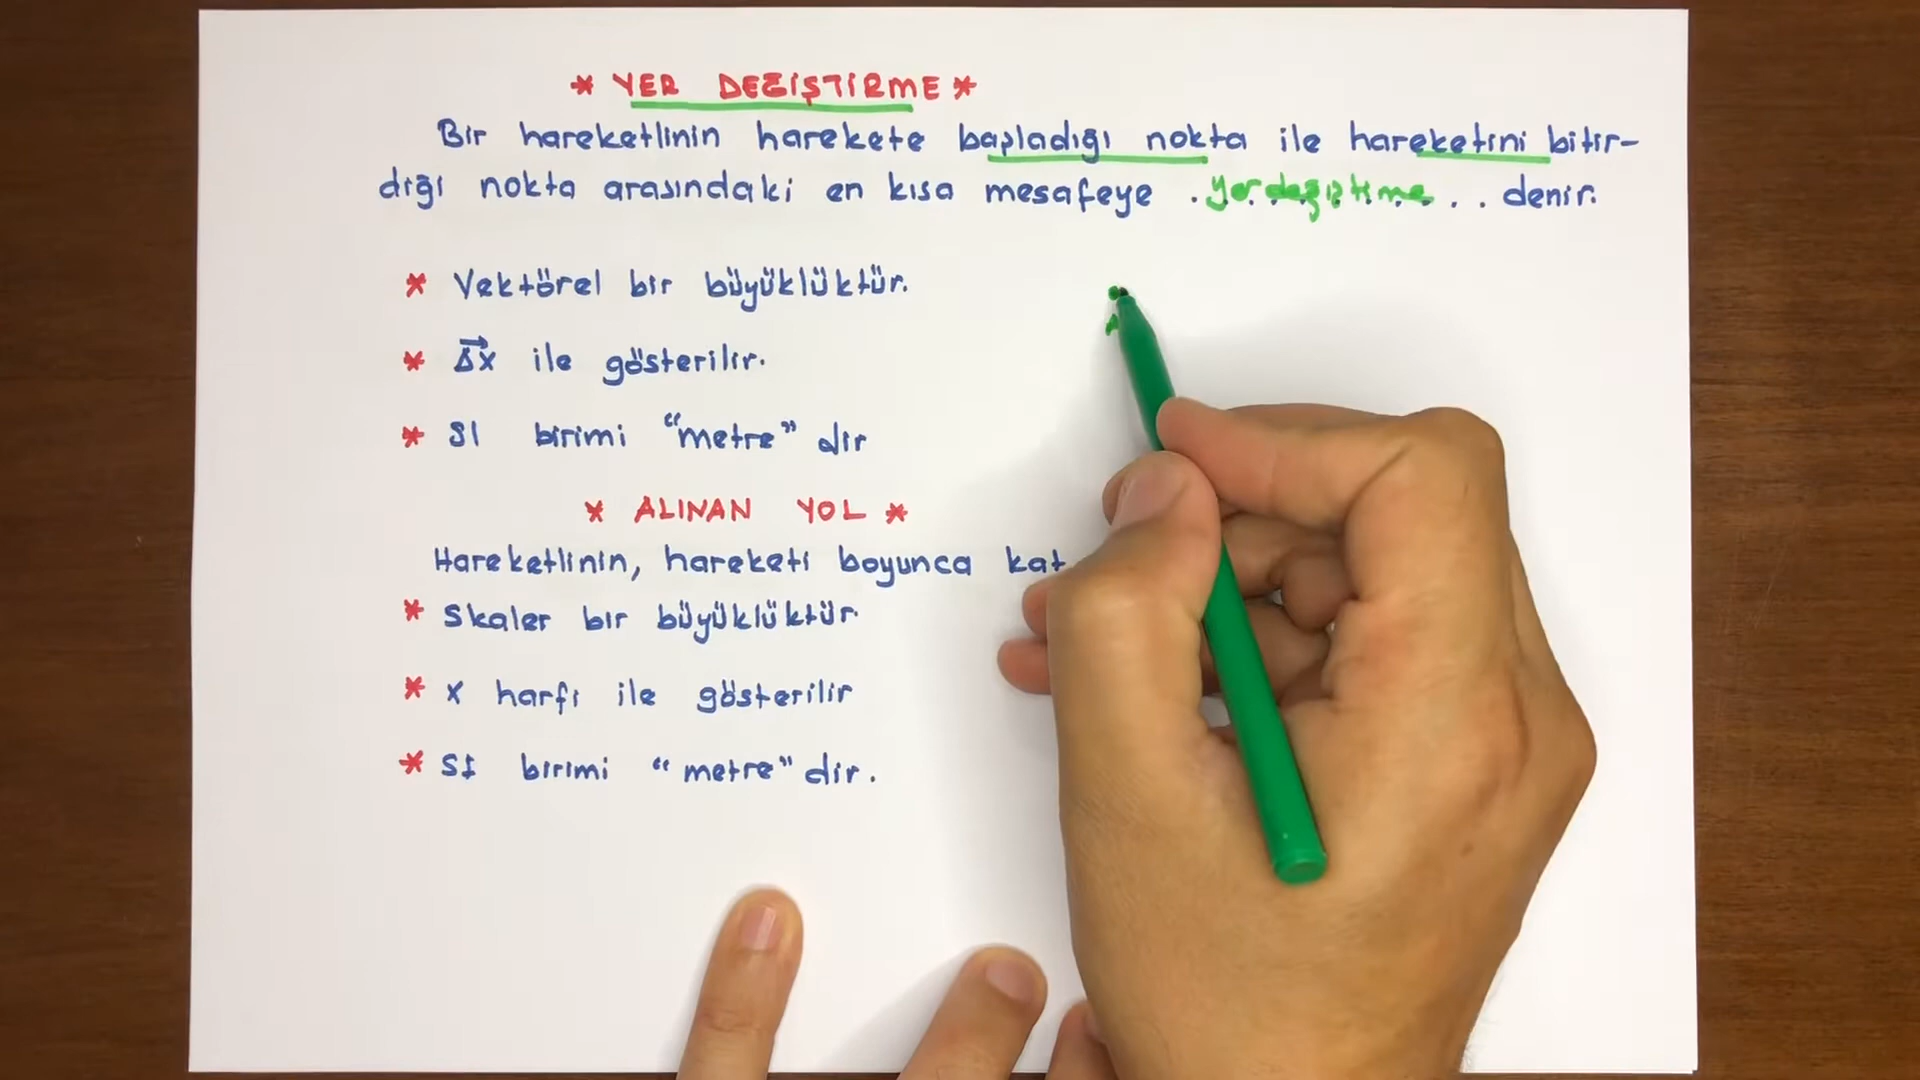 * YER DEĞİŞTİRME *
Bir hareketlinin harekete başladığı nokta ile hareketini bitir-
diği nokta arasındaki en kısa mesafeye .yerdeğiştirme... denir.
* Vektörel bir büyüklüktür.
* Δx ile gösterilir.
* SI birimi “metre” dir
* ALINAN YOL *
Hareketlinin, hareketi boyunca kat
* Skaler bir büyüklüktür
* x harfi ile gösterilir
* SI birimi “metre” dir.